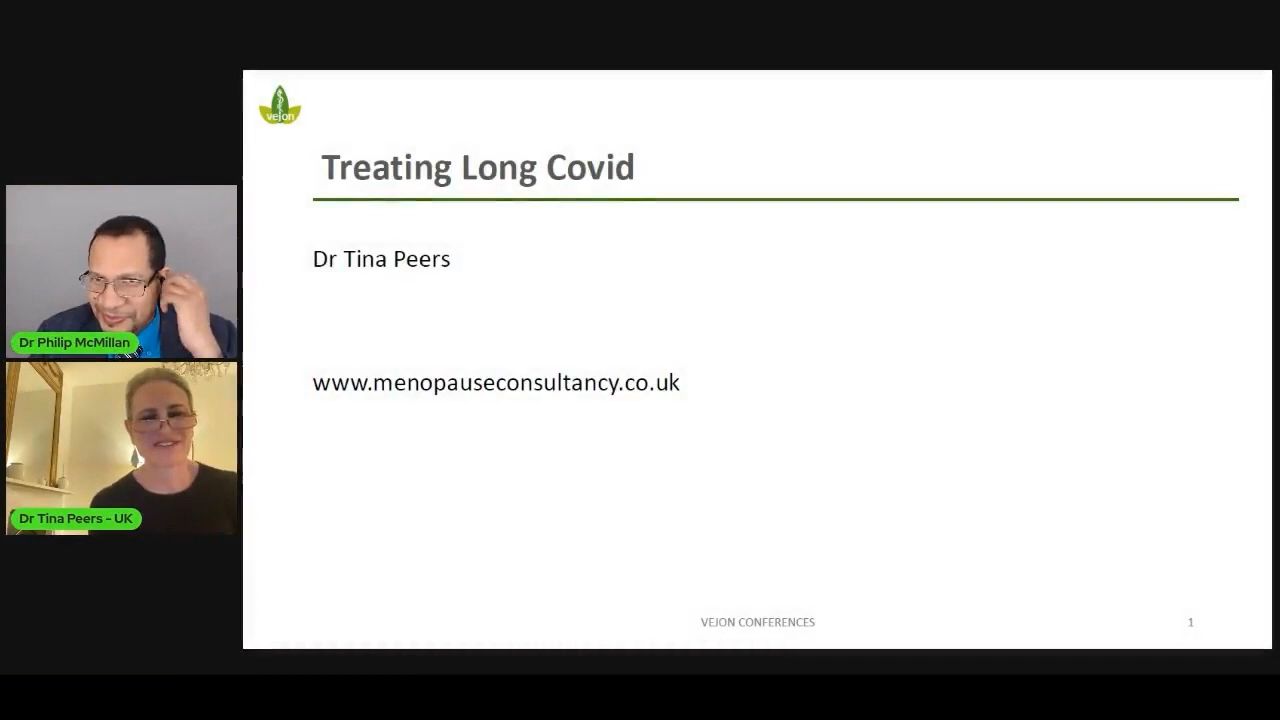 vejon
Treating Long Covid
Dr Tina Peers
www.menopauseconsultancy.co.uk
Dr Philip McMillan
Dr Tina Peers - UK
VEJON CONFERENCES
1